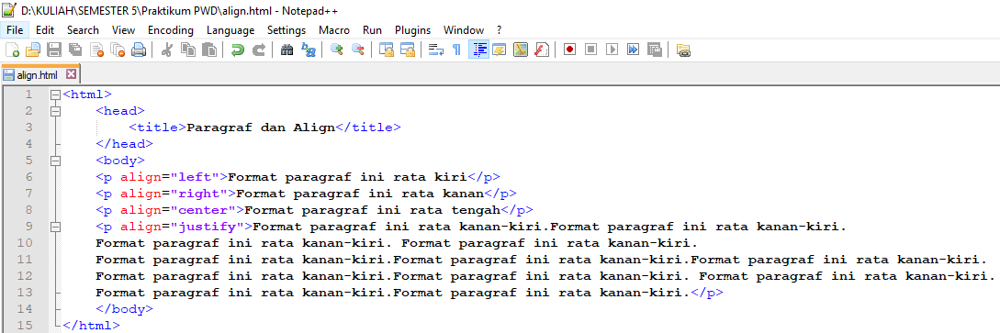 D:\KULIAH\SEMESTER 5\Praktikum PWD\align.html - Notepad++
File Edit Search View Encoding Language Settings Macro Run Plugins Window ?
align.html
1 <html>
2 <head>
3 <title>Paragraf dan Align</title>
4 </head>
5 <body>
6 <p align="left">Format paragraf ini rata kiri</p>
7 <p align="right">Format paragraf ini rata kanan</p>
8 <p align="center">Format paragraf ini rata tengah</p>
9 <p align="justify">Format paragraf ini rata kanan-kiri.Format paragraf ini rata kanan-kiri.
10 Format paragraf ini rata kanan-kiri. Format paragraf ini rata kanan-kiri.
11 Format paragraf ini rata kanan-kiri.Format paragraf ini rata kanan-kiri.Format paragraf ini rata kanan-kiri.
12 Format paragraf ini rata kanan-kiri.Format paragraf ini rata kanan-kiri. Format paragraf ini rata kanan-kiri.
13 Format paragraf ini rata kanan-kiri.Format paragraf ini rata kanan-kiri.</p>
14 </body>
15 </html>